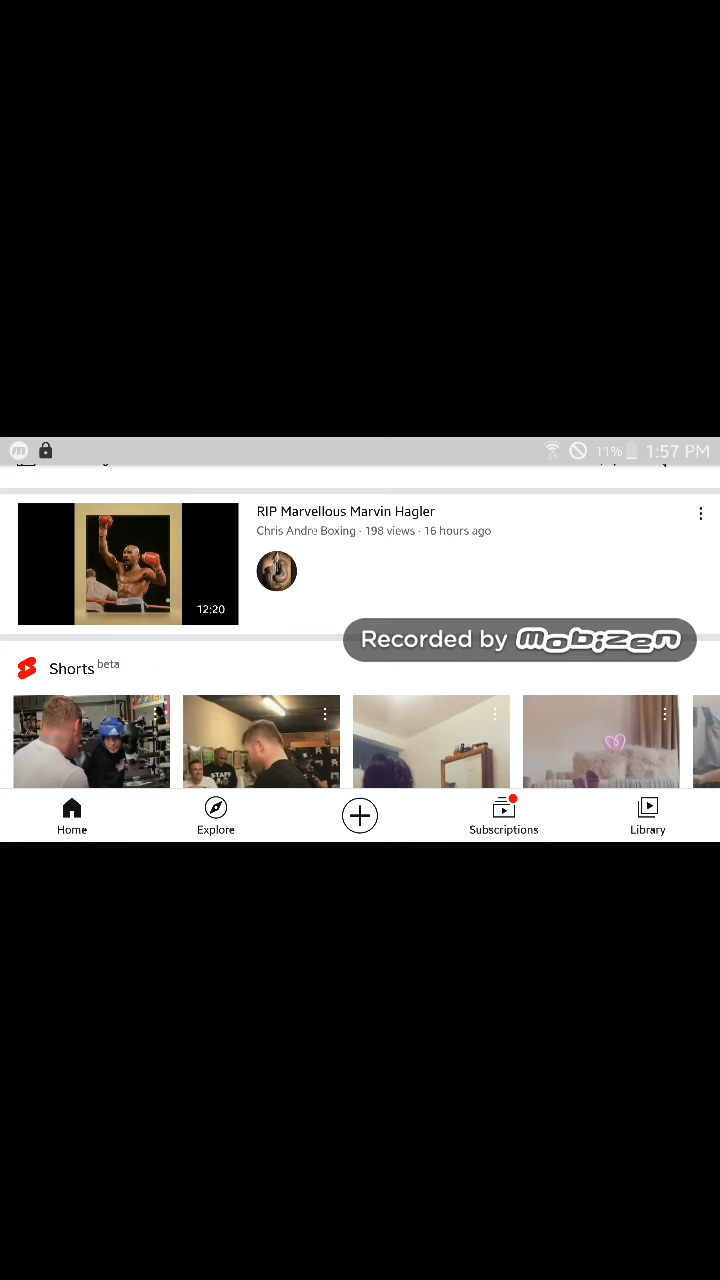 11% 1:57 PM
RIP Marvellous Marvin Hagler
Chris Andre Boxing · 198 views · 16 hours ago
12:20
Recorded by mobizen
Shorts beta
STAFF
Home Explore Subscriptions Library